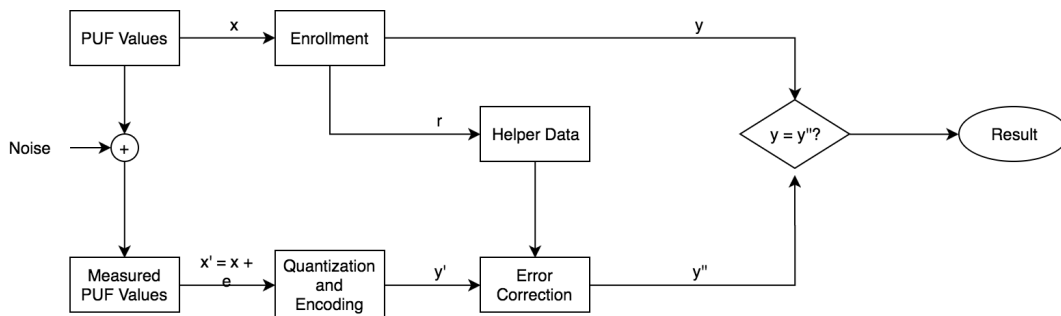 PUF Values
x
Enrollment
y
r
Helper Data
Noise
+
y = y''?
Result
Measured
PUF Values
x' = x +
e
Quantization
and
Encoding
y'
Error
Correction
y''